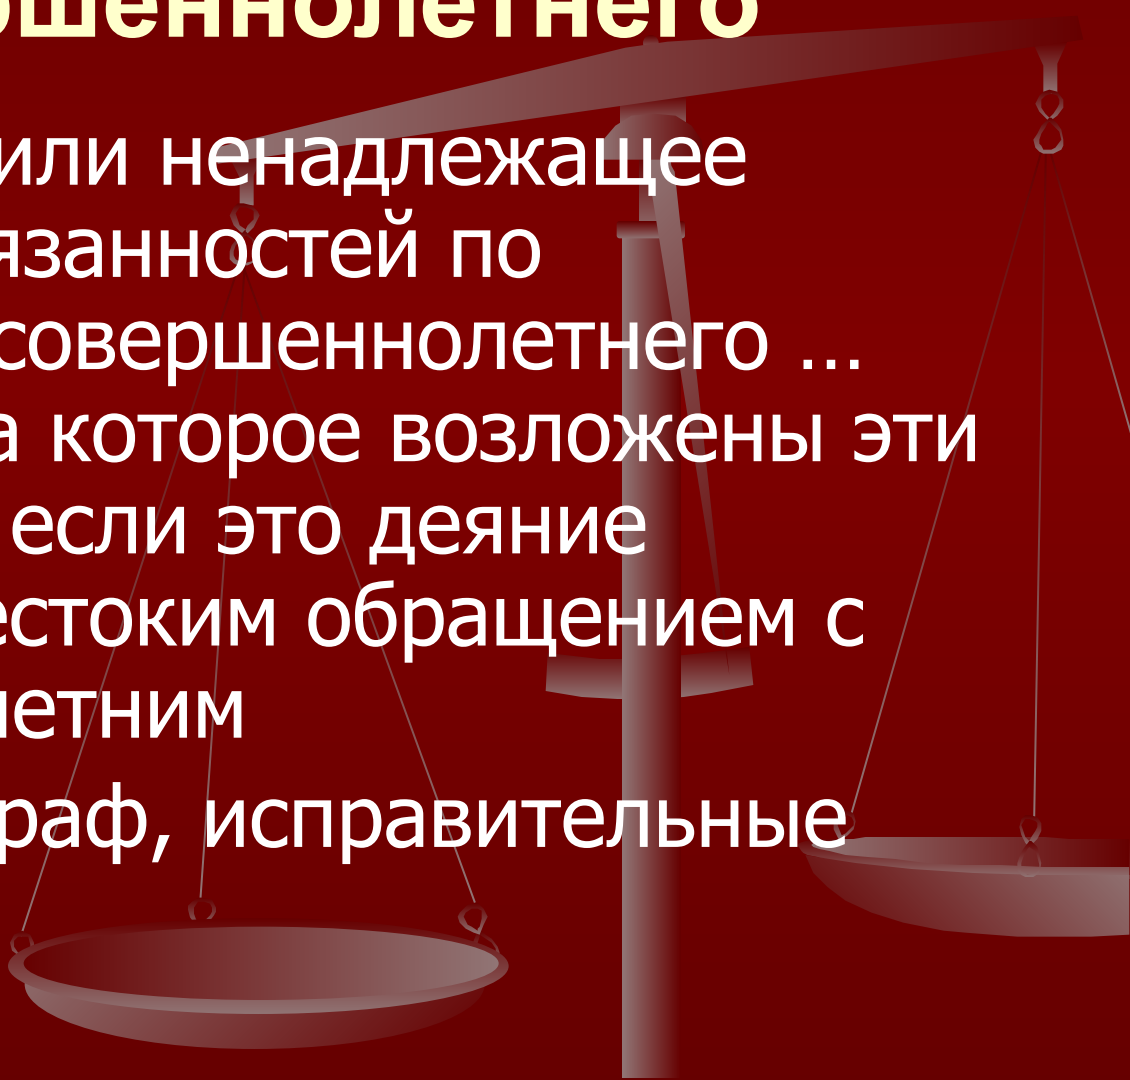 шеннолетнего
или ненадлежащее
язанностей по
совершеннолетнего ...
а которое возложены эти
если это деяние
естоким обращением с
летним
раф, исправительные